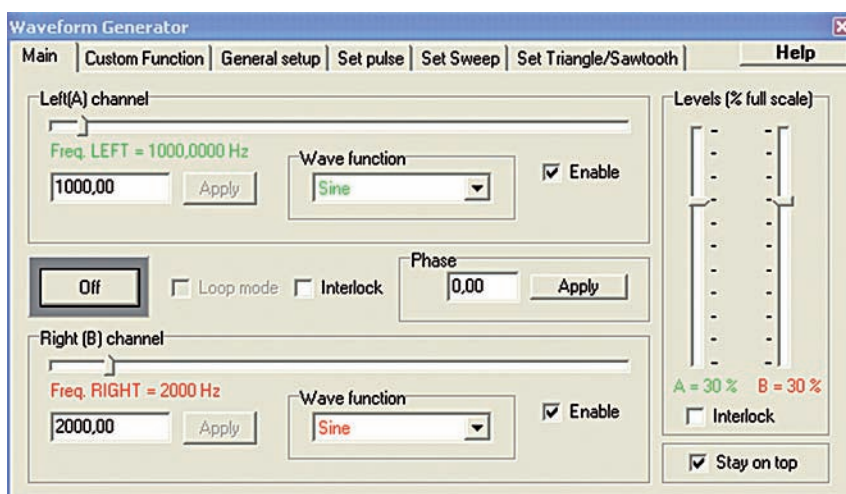 Waveform Generator
Main Custom Function General setup Set pulse Set Sweep Set Triangle/Sawtooth Help
Left(A) channel
Freq. LEFT = 1000,0000 Hz
1000,00 Apply
Wave function
Sine
Enable
Levels (% full scale)
Off Loop mode Interlock
Phase
0,00 Apply
Right (B) channel
Freq. RIGHT = 2000 Hz
2000,00 Apply
Wave function
Sine
Enable
A = 30 % B = 30 %
Interlock
Stay on top